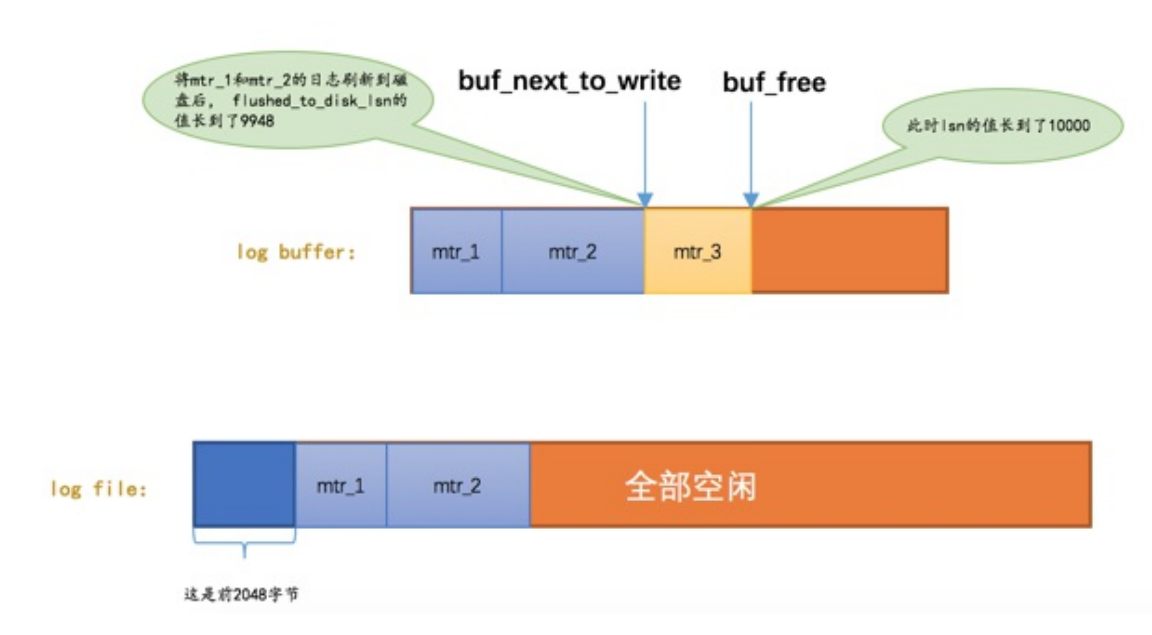 将mtr_1和mtr_2的日志刷新到磁
盘后， flushed_to_disk_lsn的
值长到了9948
buf_next_to_write
buf_free
此时lsn的值长到了10000
log buffer:
mtr_1
mtr_2
mtr_3
log file:
mtr_1
mtr_2
全部空闲
这是前2048字节